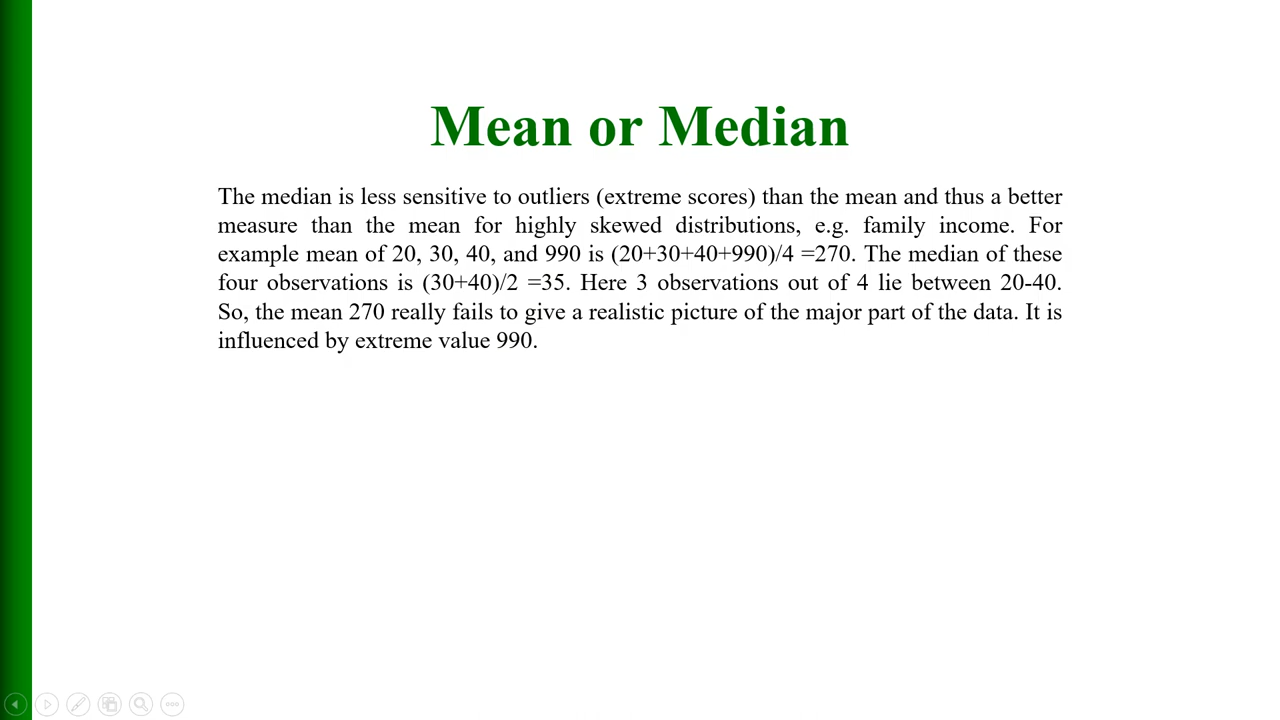 Mean or Median
The median is less sensitive to outliers (extreme scores) than the mean and thus a better
measure than the mean for highly skewed distributions, e.g. family income. For
example mean of 20, 30, 40, and 990 is (20+30+40+990)/4 =270. The median of these
four observations is (30+40)/2 =35. Here 3 observations out of 4 lie between 20-40.
So, the mean 270 really fails to give a realistic picture of the major part of the data. It is
influenced by extreme value 990.